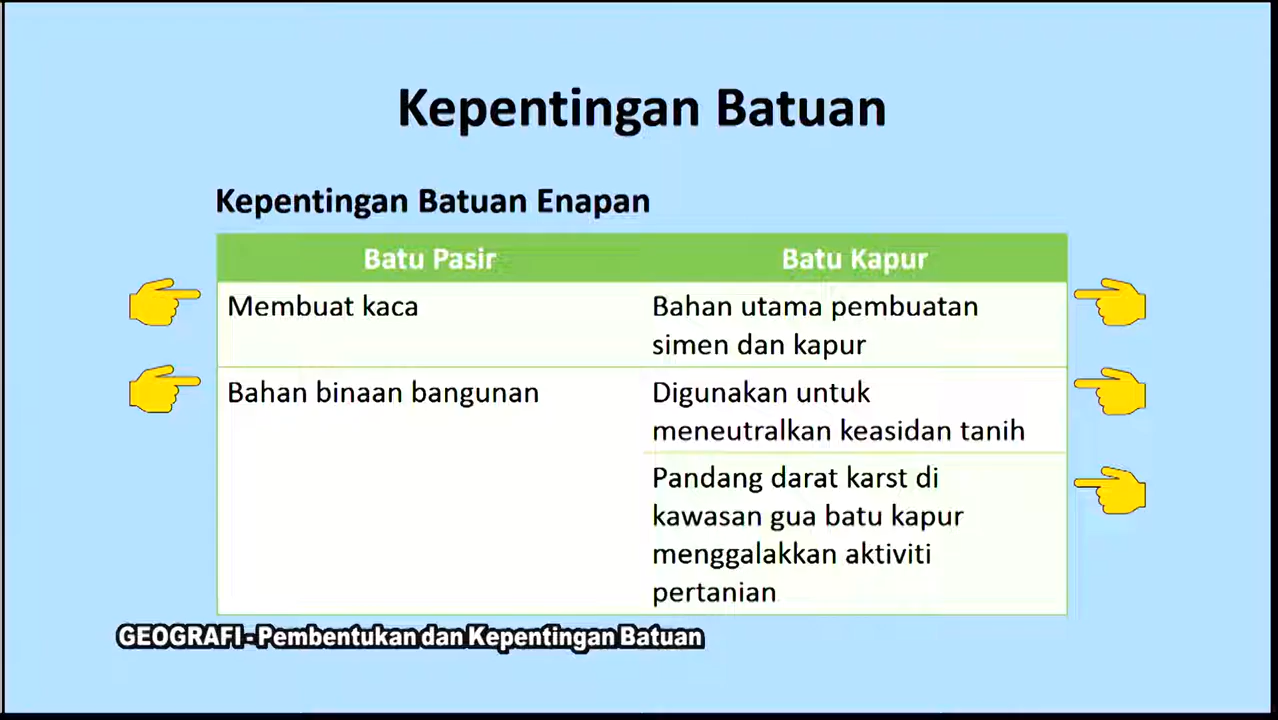 Kepentingan Batuan
Kepentingan Batuan Enapan
Batu Pasir
Batu Kapur
Membuat kaca
Bahan utama pembuatan
simen dan kapur
Bahan binaan bangunan
Digunakan untuk
meneutralkan keasidan tanih
Pandang darat karst di
kawasan gua batu kapur
menggalakkan aktiviti
pertanian
GEOGRAFI - Pembentukan dan Kepentingan Batuan